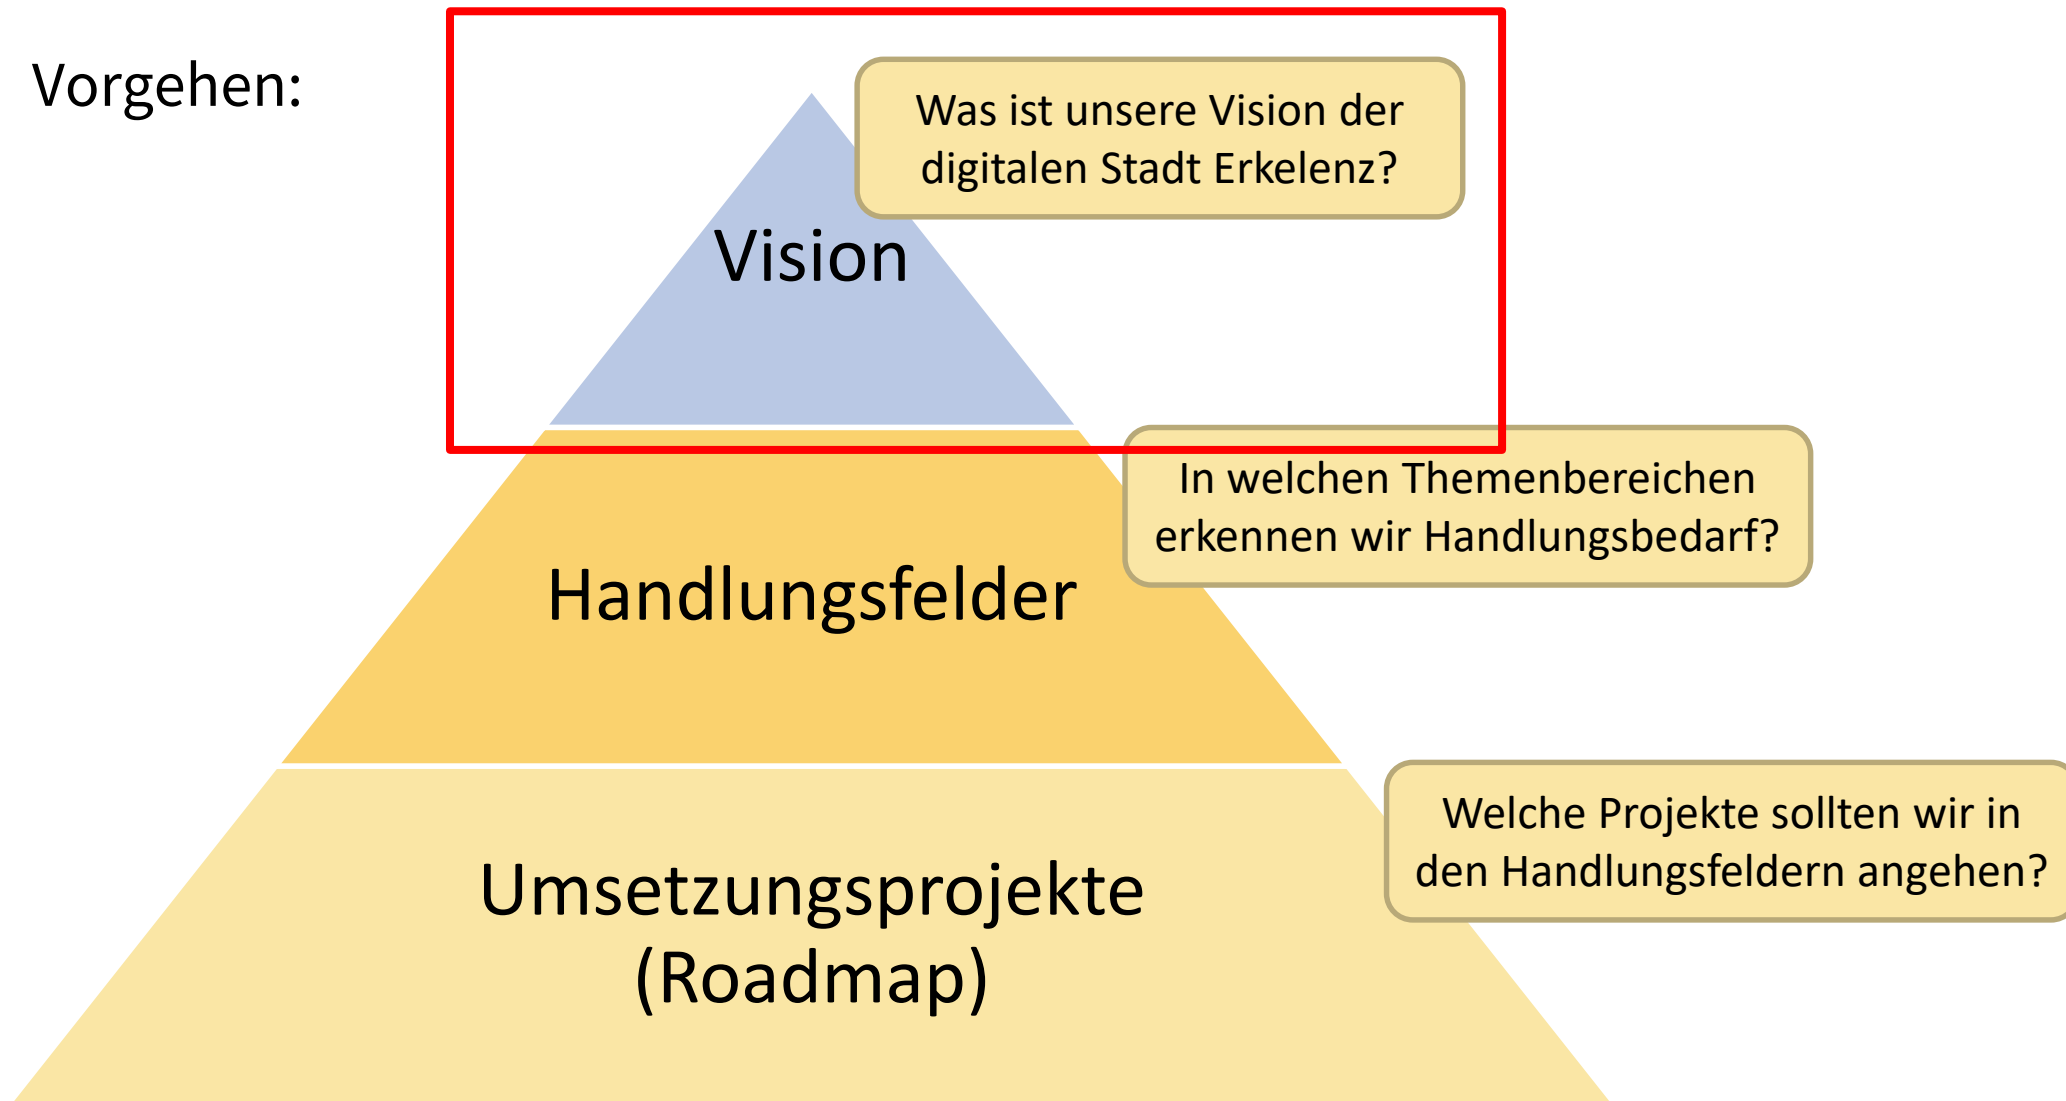 Vorgehen:
Was ist unsere Vision der
digitalen Stadt Erkelenz?
Vision
In welchen Themenbereichen
erkennen wir Handlungsbedarf?
Handlungsfelder
Welche Projekte sollten wir in
den Handlungsfeldern angehen?
Umsetzungsprojekte
(Roadmap)